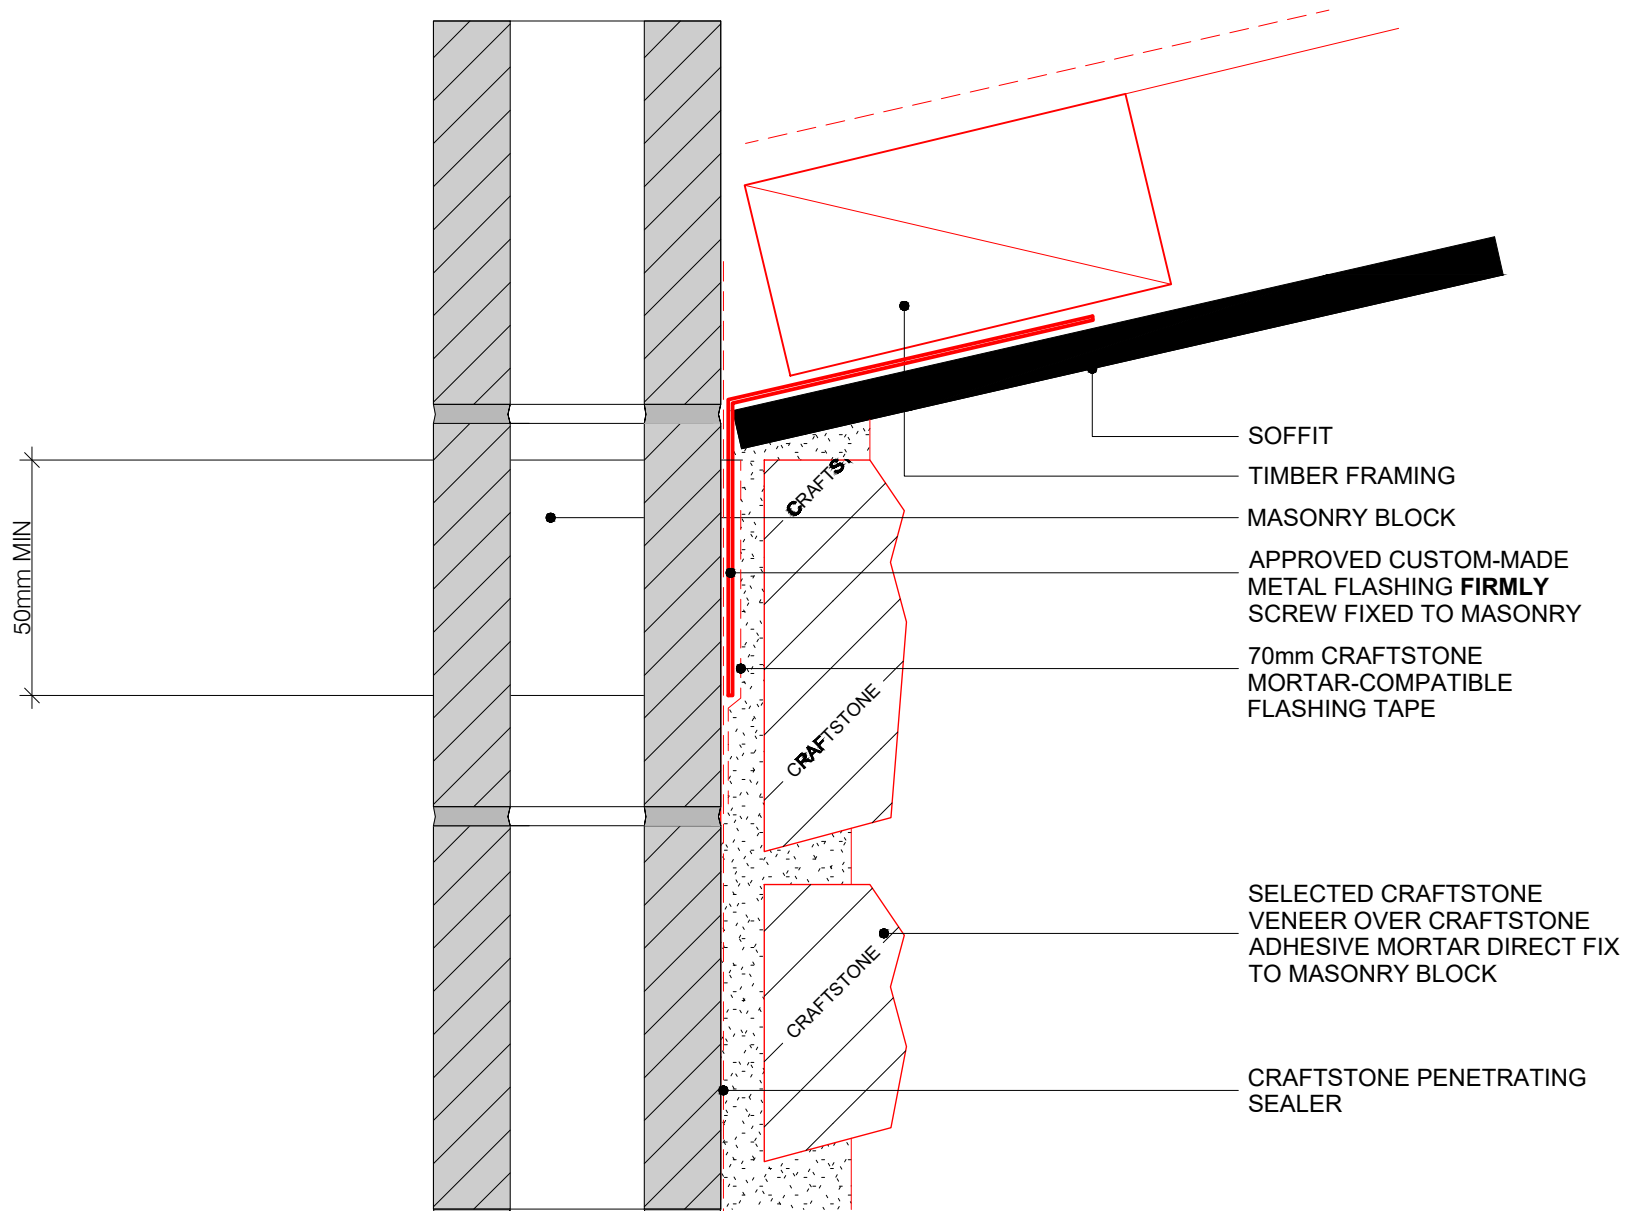 SOFFIT
TIMBER FRAMING
MASONRY BLOCK
APPROVED CUSTOM-MADE
METAL FLASHING FIRMLY
SCREW FIXED TO MASONRY
70mm CRAFTSTONE
MORTAR-COMPATIBLE
FLASHING TAPE
SELECTED CRAFTSTONE
VENEER OVER CRAFTSTONE
ADHESIVE MORTAR DIRECT FIX
TO MASONRY BLOCK
CRAFTSTONE PENETRATING
SEALER
50mm MIN
CRAFTST
CRAFTSTONE
CRAFTSTONE